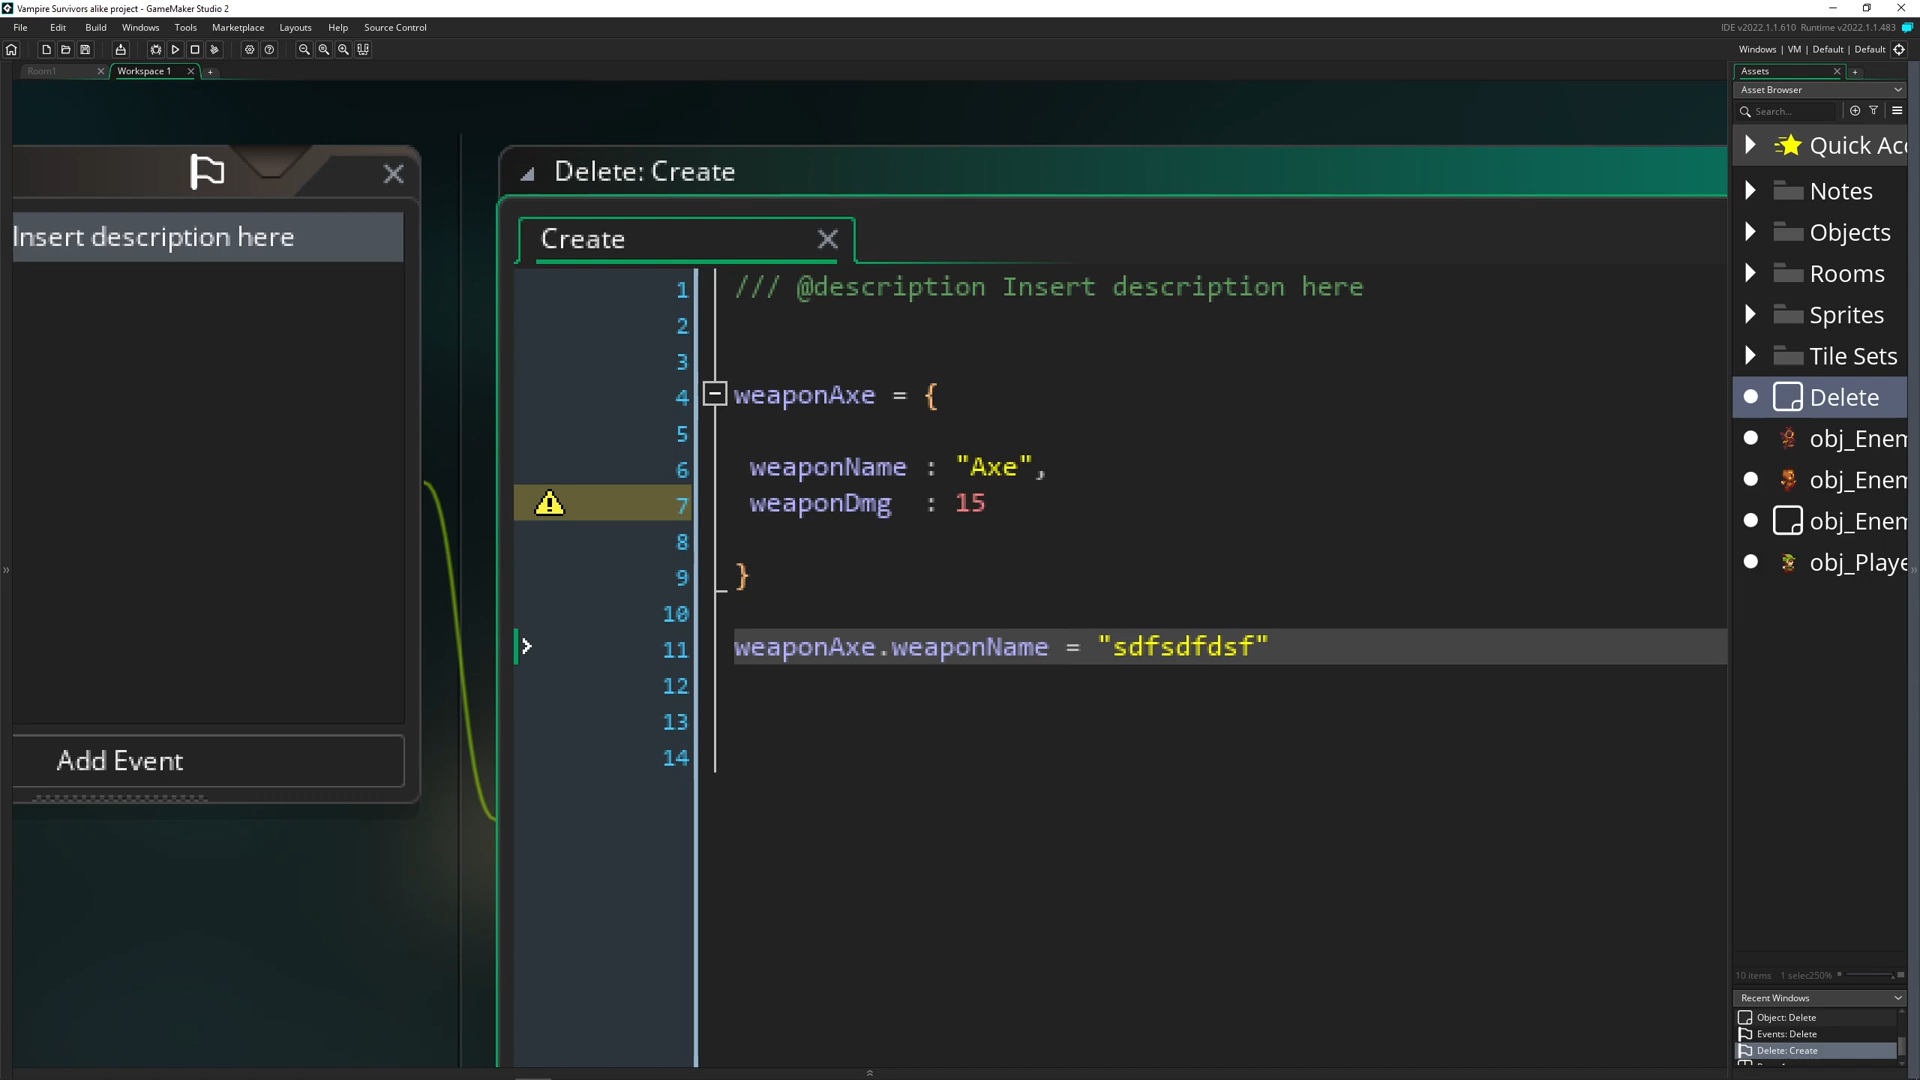 Vampire Survivors alike project - GameMaker Studio 2
File Edit Build Windows Tools Marketplace Layouts Help Source Control
IDE v2022.1.1.610 Runtime v2022.1.1.483
Windows | VM | Default | Default
Room1
Workspace 1
Assets
Asset Browser
Search...
Quick Acc
Notes
Objects
Rooms
Sprites
Tile Sets
Delete
obj_Enem
obj_Enem
obj_Enem
obj_Playe
Insert description here
Add Event
Delete: Create
Create
1 /// @description Insert description here
2
3
4 weaponAxe = {
5
6 weaponName : "Axe",
7 weaponDmg : 15
8
9 }
10
11 weaponAxe.weaponName = "sdfsdfdsf"
12
13
14
10 items 1 selec250%
Recent Windows
Object: Delete
Events: Delete
Delete: Create